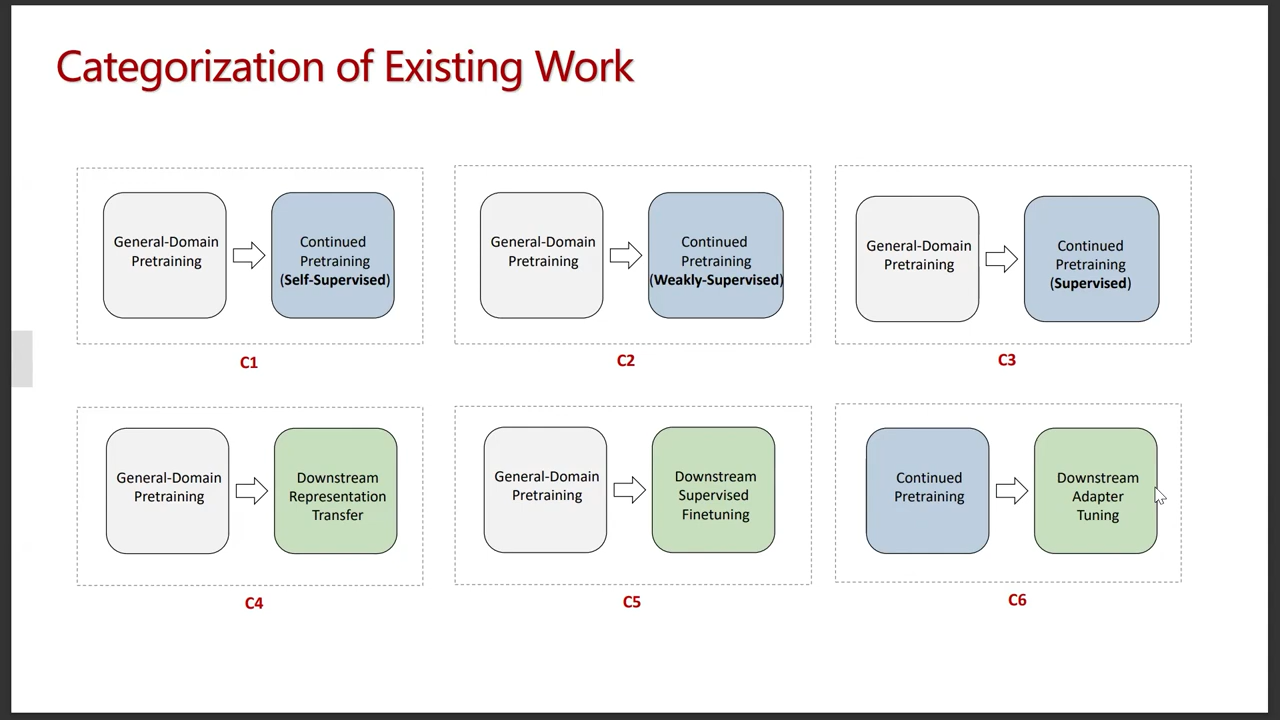 Categorization of Existing Work
General-Domain
Pretraining
Continued
Pretraining
(Self-Supervised)
C1
General-Domain
Pretraining
Continued
Pretraining
(Weakly-Supervised)
C2
General-Domain
Pretraining
Continued
Pretraining
(Supervised)
C3
General-Domain
Pretraining
Downstream
Representation
Transfer
C4
General-Domain
Pretraining
Downstream
Supervised
Finetuning
C5
Continued
Pretraining
Downstream
Adapter
Tuning
C6